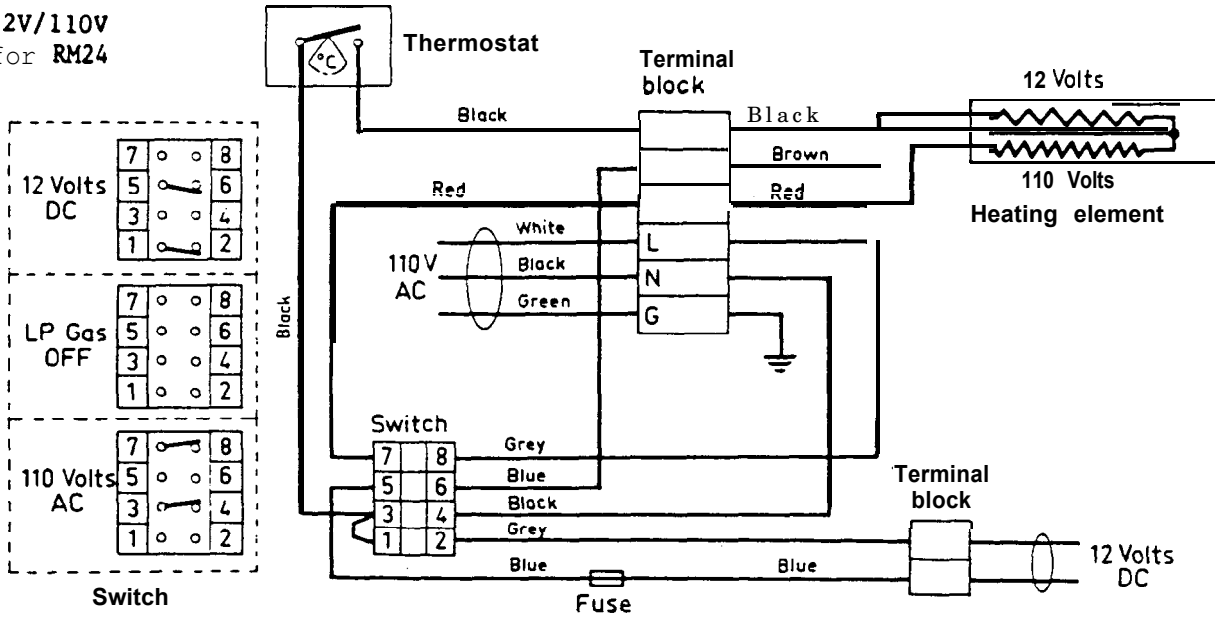 2V/110V
for RM24
Thermostat
°C
Terminal
block
12 Volts
110 Volts
Heating element
Black
Black
Brown
Red
Red
White
Black
Green
110V
AC
L
N
G
Black
12 Volts
DC
7 8
5 6
3 4
1 2
LP Gas
OFF
7 8
5 6
3 4
1 2
110 Volts
AC
7 8
5 6
3 4
1 2
Switch
Switch
7 8
5 6
3 4
1 2
Grey
Blue
Black
Grey
Blue
Blue
Fuse
Terminal
block
12 Volts
DC